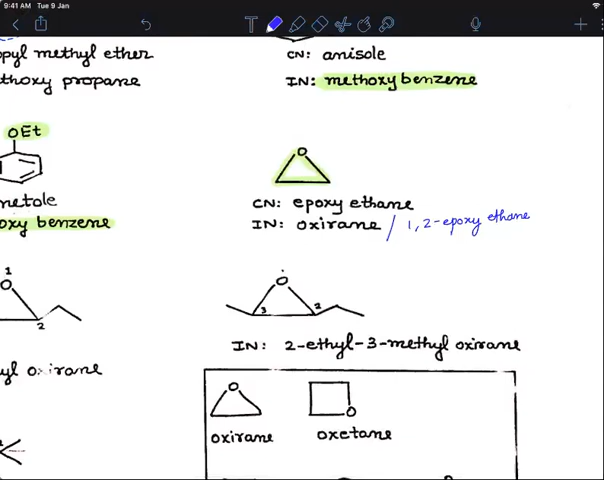 9:41 AM Tue 9 Jan
T
opyl methyl ether
thoxy propane
CN: anisole
IN: methoxy benzene
OEt
netole
oxy benzene
O
CN: epoxy ethane
IN: oxirane / 1,2-epoxy ethane
1
O
2
yl oxirane
O
3 2
IN: 2-ethyl-3-methyl oxirane
O
O
oxirane oxetane